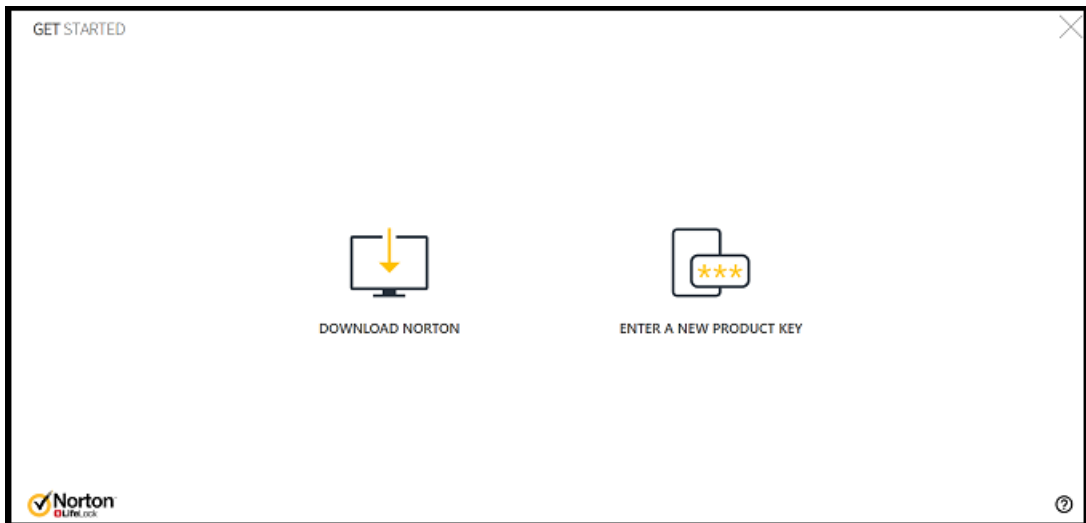 GET STARTED
***
DOWNLOAD NORTON
ENTER A NEW PRODUCT KEY
Norton
LifeLock
?